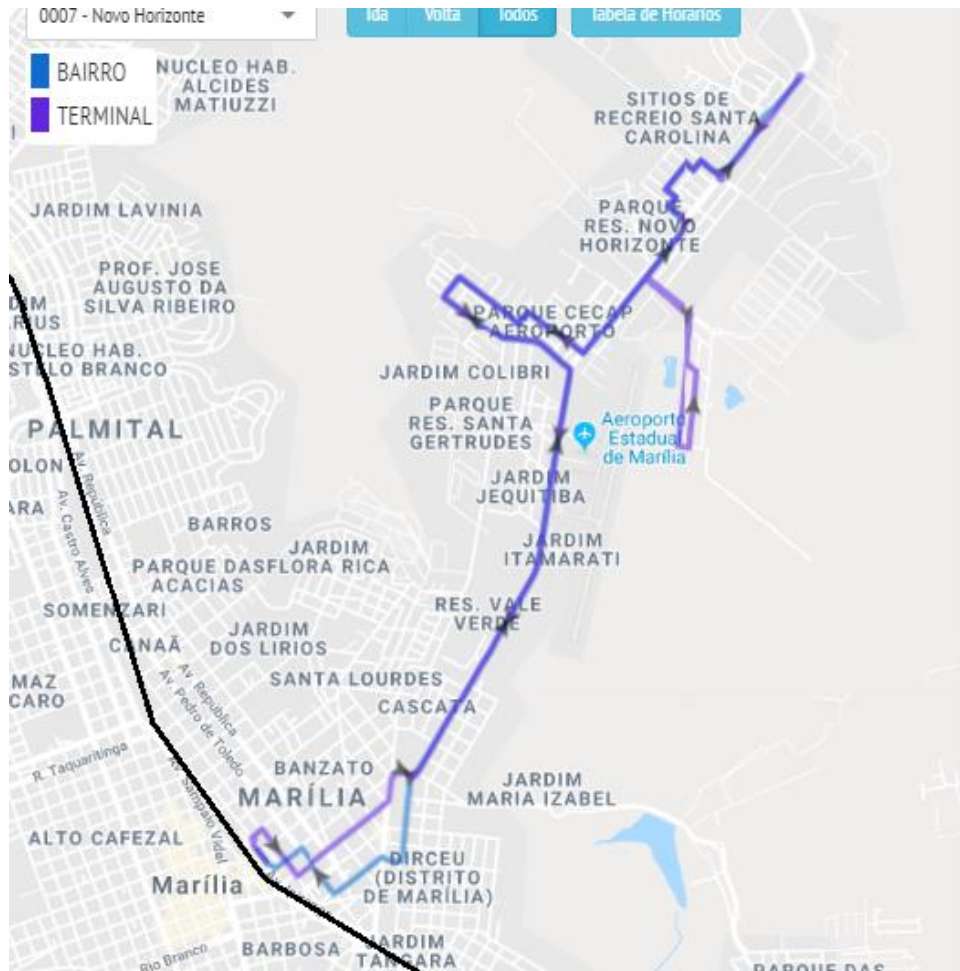 0007 - Novo Horizonte
Ida
Volta
Todos
Tabela de Horários
BAIRRO
TERMINAL
NUCLEO HAB.
ALCIDES
MATIUZZI
SITIOS DE
RECREIO SANTA
CAROLINA
JARDIM LAVINIA
PARQUE
RES. NOVO
HORIZONTE
PROF. JOSE
AUGUSTO DA
SILVA RIBEIRO
PARQUE CECAP
AEROPORTO
NUCLEO HAB.
JARDIM COLIBRI
PARQUE
RES. SANTA
GERTRUDES
Aeroporto
Estadual
de Marília
PALMITAL
Av. República
Av. Castro Alves
JARDIM
JEQUITIBA
BARROS
JARDIM
FLORA RICA
PARQUE DAS
ACACIAS
JARDIM
ITAMARATI
SOMENZARI
RES. VALE
VERDE
CANAÃ
JARDIM
DOS LIRIOS
Av. República
Av. Pedro de Toledo
SANTA LOURDES
CASCATA
R. Taquaritinga
Av. Sampaio Vidal
BANZATO
MARÍLIA
JARDIM
MARIA IZABEL
ALTO CAFEZAL
DIRCEU
(DISTRITO
DE MARÍLIA)
Marília
BARBOSA
JARDIM
TANGARA
Rio Branco
PARQUE DAS